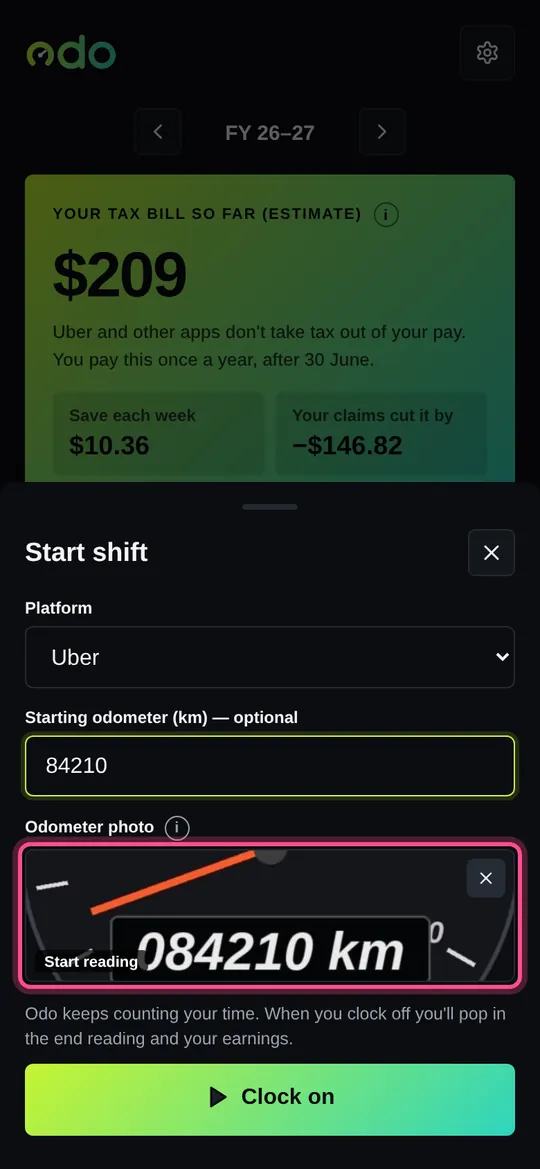 odo
FY 26–27
YOUR TAX BILL SO FAR (ESTIMATE) i
$209
Uber and other apps don't take tax out of your pay.
You pay this once a year, after 30 June.
Save each week
$10.36
Your claims cut it by
−$146.82
Start shift
Platform
Uber
Starting odometer (km) — optional
84210
Odometer photo i
0
084210 km
Start reading
Odo keeps counting your time. When you clock off you'll pop in
the end reading and your earnings.
Clock on